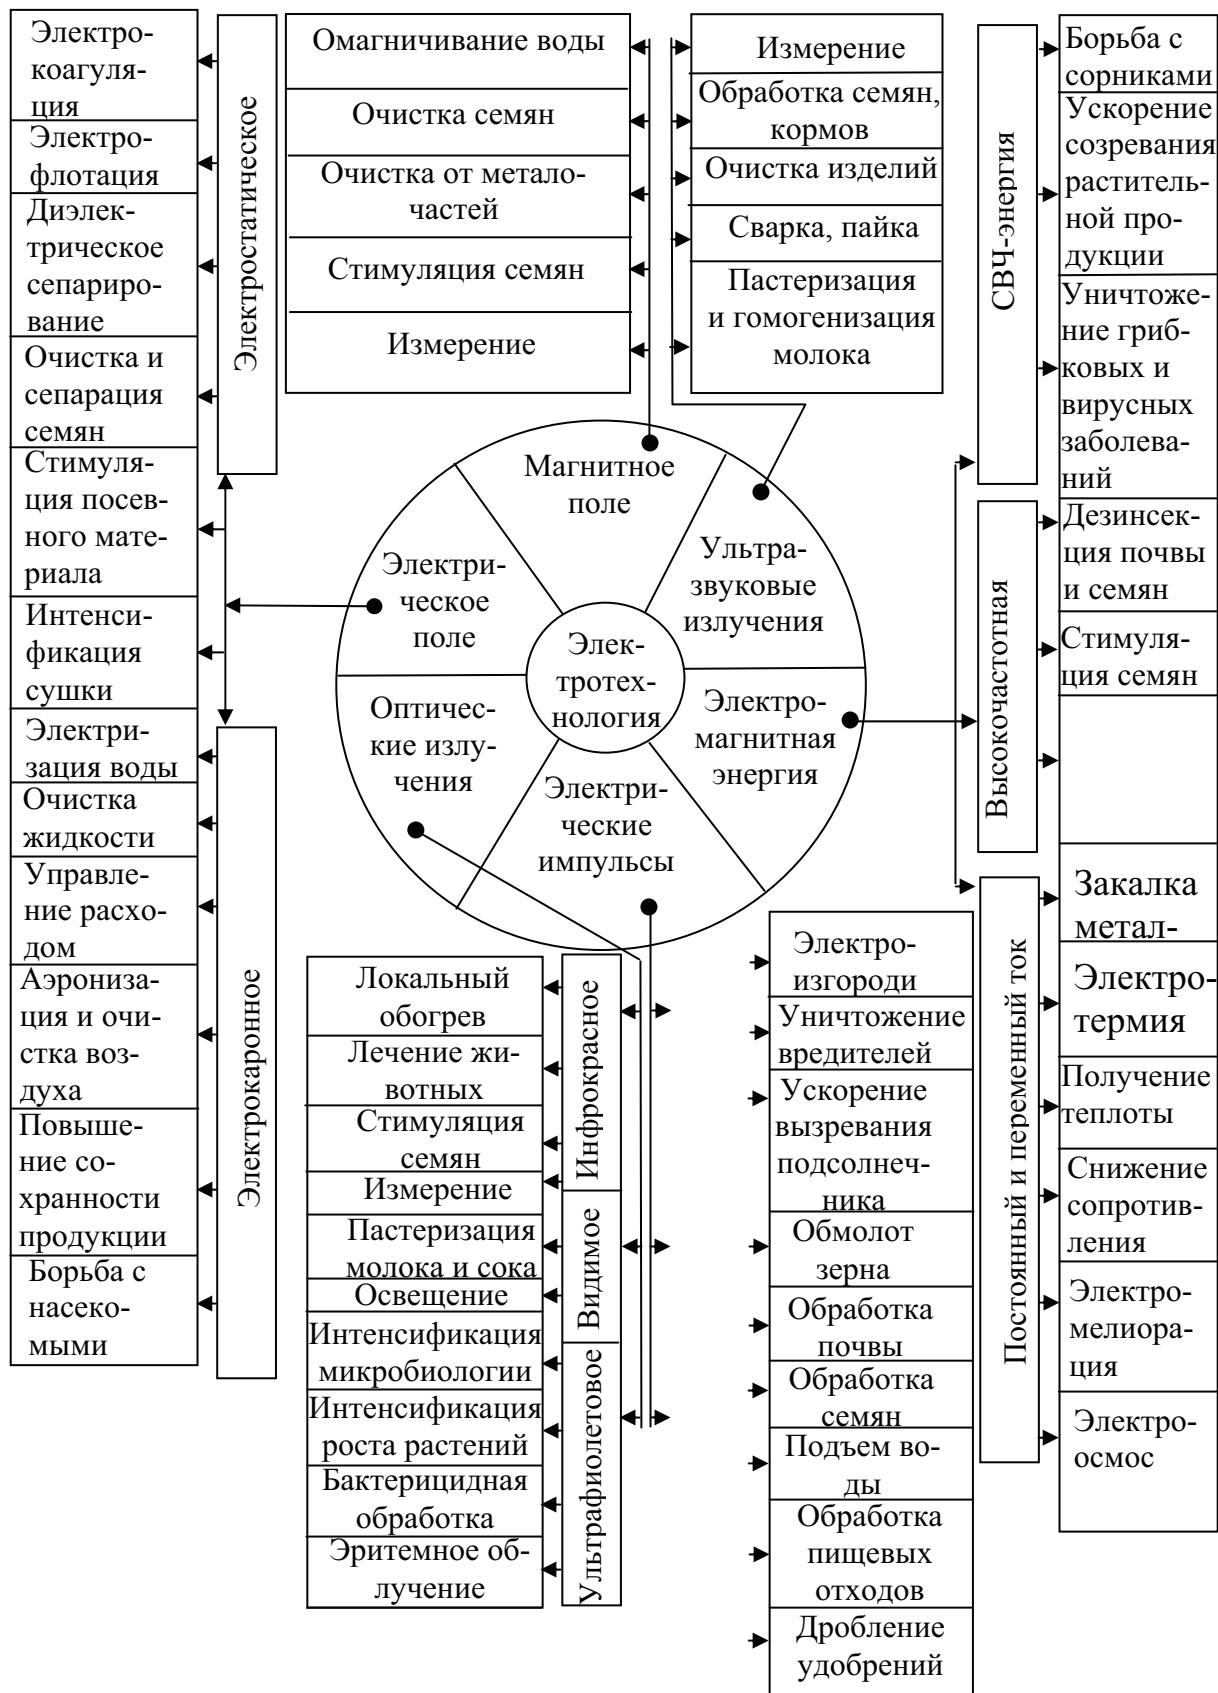 Электро-
коагуля-
ция
Электро-
флотация
Диэлек-
трическое
сепариро-
вание
Очистка и
сепарация
семян
Стимуля-
ция посев-
ного мате-
риала
Интенси-
фикация
сушки
Электри-
зация воды
Очистка
жидкости
Управле-
ние расхо-
дом
Аэрониза-
ция и очи-
стка воз-
духа
Повыше-
ние со-
хранности
продукции
Борьба с
насеко-
мыми
Электростатическое
Электрокаронное
Омагничивание воды
Очистка семян
Очистка от метало-
частей
Стимуляция семян
Измерение
Измерение
Обработка семян,
кормов
Очистка изделий
Сварка, пайка
Пастеризация
и гомогенизация
молока
СВЧ-энергия
Высокочастотная
Постоянный и переменный ток
Борьба с
сорниками
Ускорение
созревания
раститель-
ной про-
дукции
Уничтоже-
ние гриб-
ковых и
вирусных
заболева-
ний
Дезинсек-
ция почвы
и семян
Стимуля-
ция семян
Закалка
метал-
Электро-
термия
Получение
теплоты
Снижение
сопротив-
ления
Электро-
мелиора-
ция
Электро-
осмос
Магнитное
поле
Ультра-
звуковые
излучения
Электро-
магнитная
энергия
Электри-
ческие
импульсы
Оптичес-
кие излу-
чения
Электри-
ческое
поле
Элек-
тротех-
нология
Локальный
обогрев
Лечение жи-
вотных
Стимуляция
семян
Измерение
Пастеризация
молока и сока
Освещение
Интенсификация
микробиологии
Интенсификация
роста растений
Бактерицидная
обработка
Эритемное об-
лучение
Инфрокрасное
Видимое
Ультрафиолетовое
Электро-
изгороди
Уничтожение
вредителей
Ускорение
вызревания
подсолнеч-
ника
Обмолот
зерна
Обработка
почвы
Обработка
семян
Подъем во-
ды
Обработка
пищевых
отходов
Дробление
удобрений